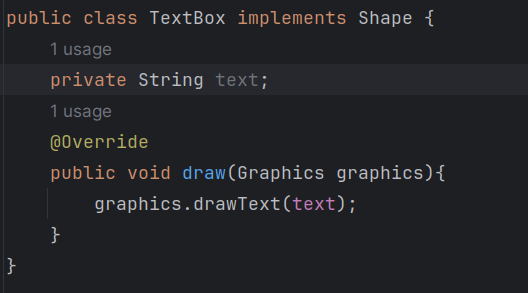 public class TextBox implements Shape {
1 usage
private String text;
1 usage
@Override
public void draw(Graphics graphics){
graphics.drawText(text);
}
}